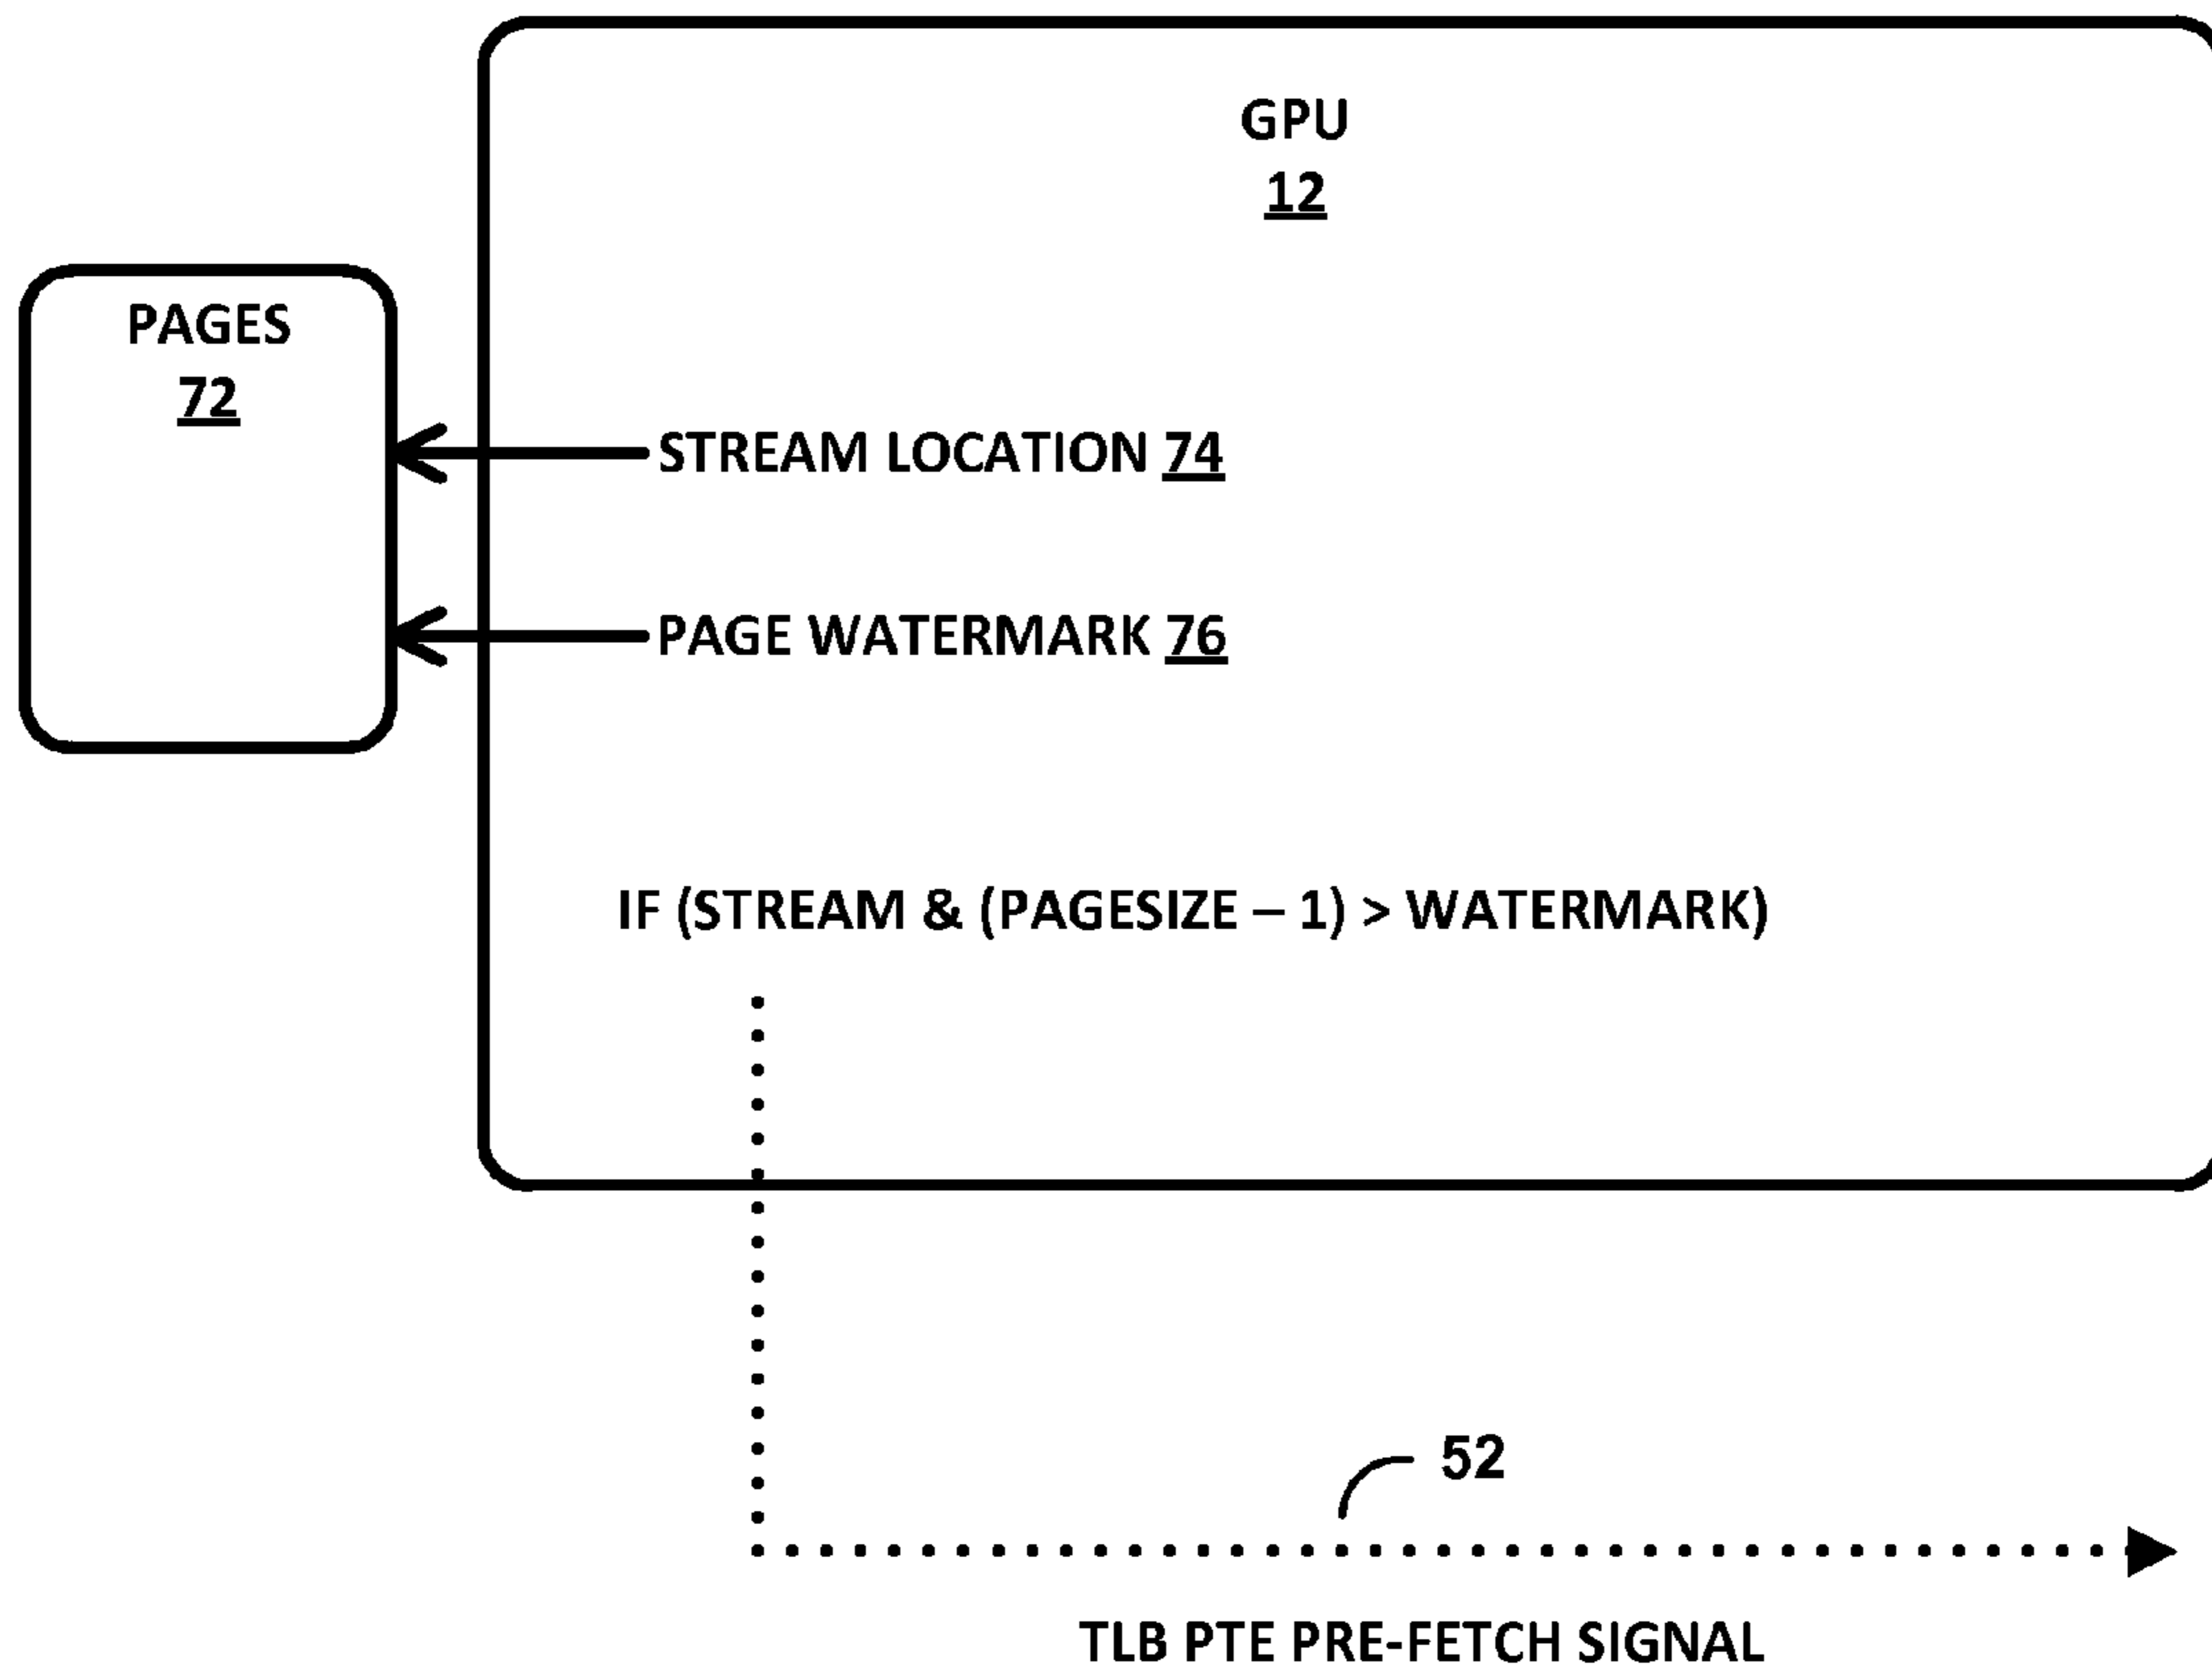 GPU
12
PAGES
72
STREAM LOCATION 74
PAGE WATERMARK 76
IF (STREAM & (PAGESIZE – 1) > WATERMARK)
52
TLB PTE PRE-FETCH SIGNAL